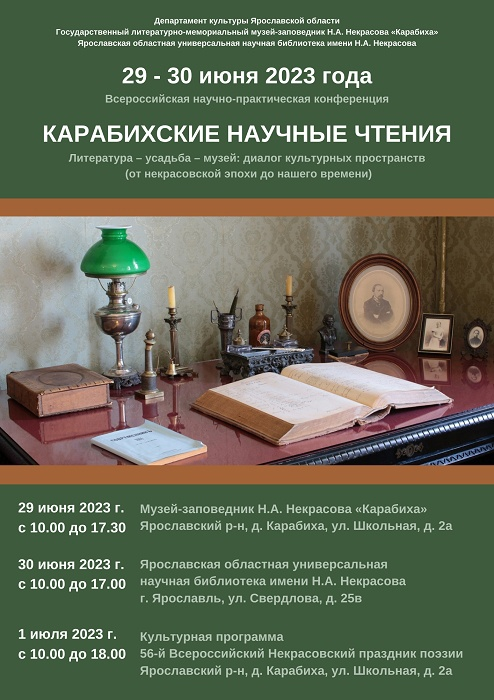 Департамент культуры Ярославской области
Государственный литературно-мемориальный музей-заповедник Н.А. Некрасова «Карабиха»
Ярославская областная универсальная научная библиотека имени Н.А. Некрасова
29 - 30 июня 2023 года
Всероссийская научно-практическая конференция
КАРАБИХСКИЕ НАУЧНЫЕ ЧТЕНИЯ
Литература – усадьба – музей: диалог культурных пространств
(от некрасовской эпохи до нашего времени)
29 июня 2023 г.
с 10.00 до 17.30
Музей-заповедник Н.А. Некрасова «Карабиха»
Ярославский р-н, д. Карабиха, ул. Школьная, д. 2а
30 июня 2023 г.
с 10.00 до 17.00
Ярославская областная универсальная
научная библиотека имени Н.А. Некрасова
г. Ярославль, ул. Свердлова, д. 25в
1 июля 2023 г.
с 10.00 до 18.00
Культурная программа
56-й Всероссийский Некрасовский праздник поэзии
Ярославский р-н, д. Карабиха, ул. Школьная, д. 2а